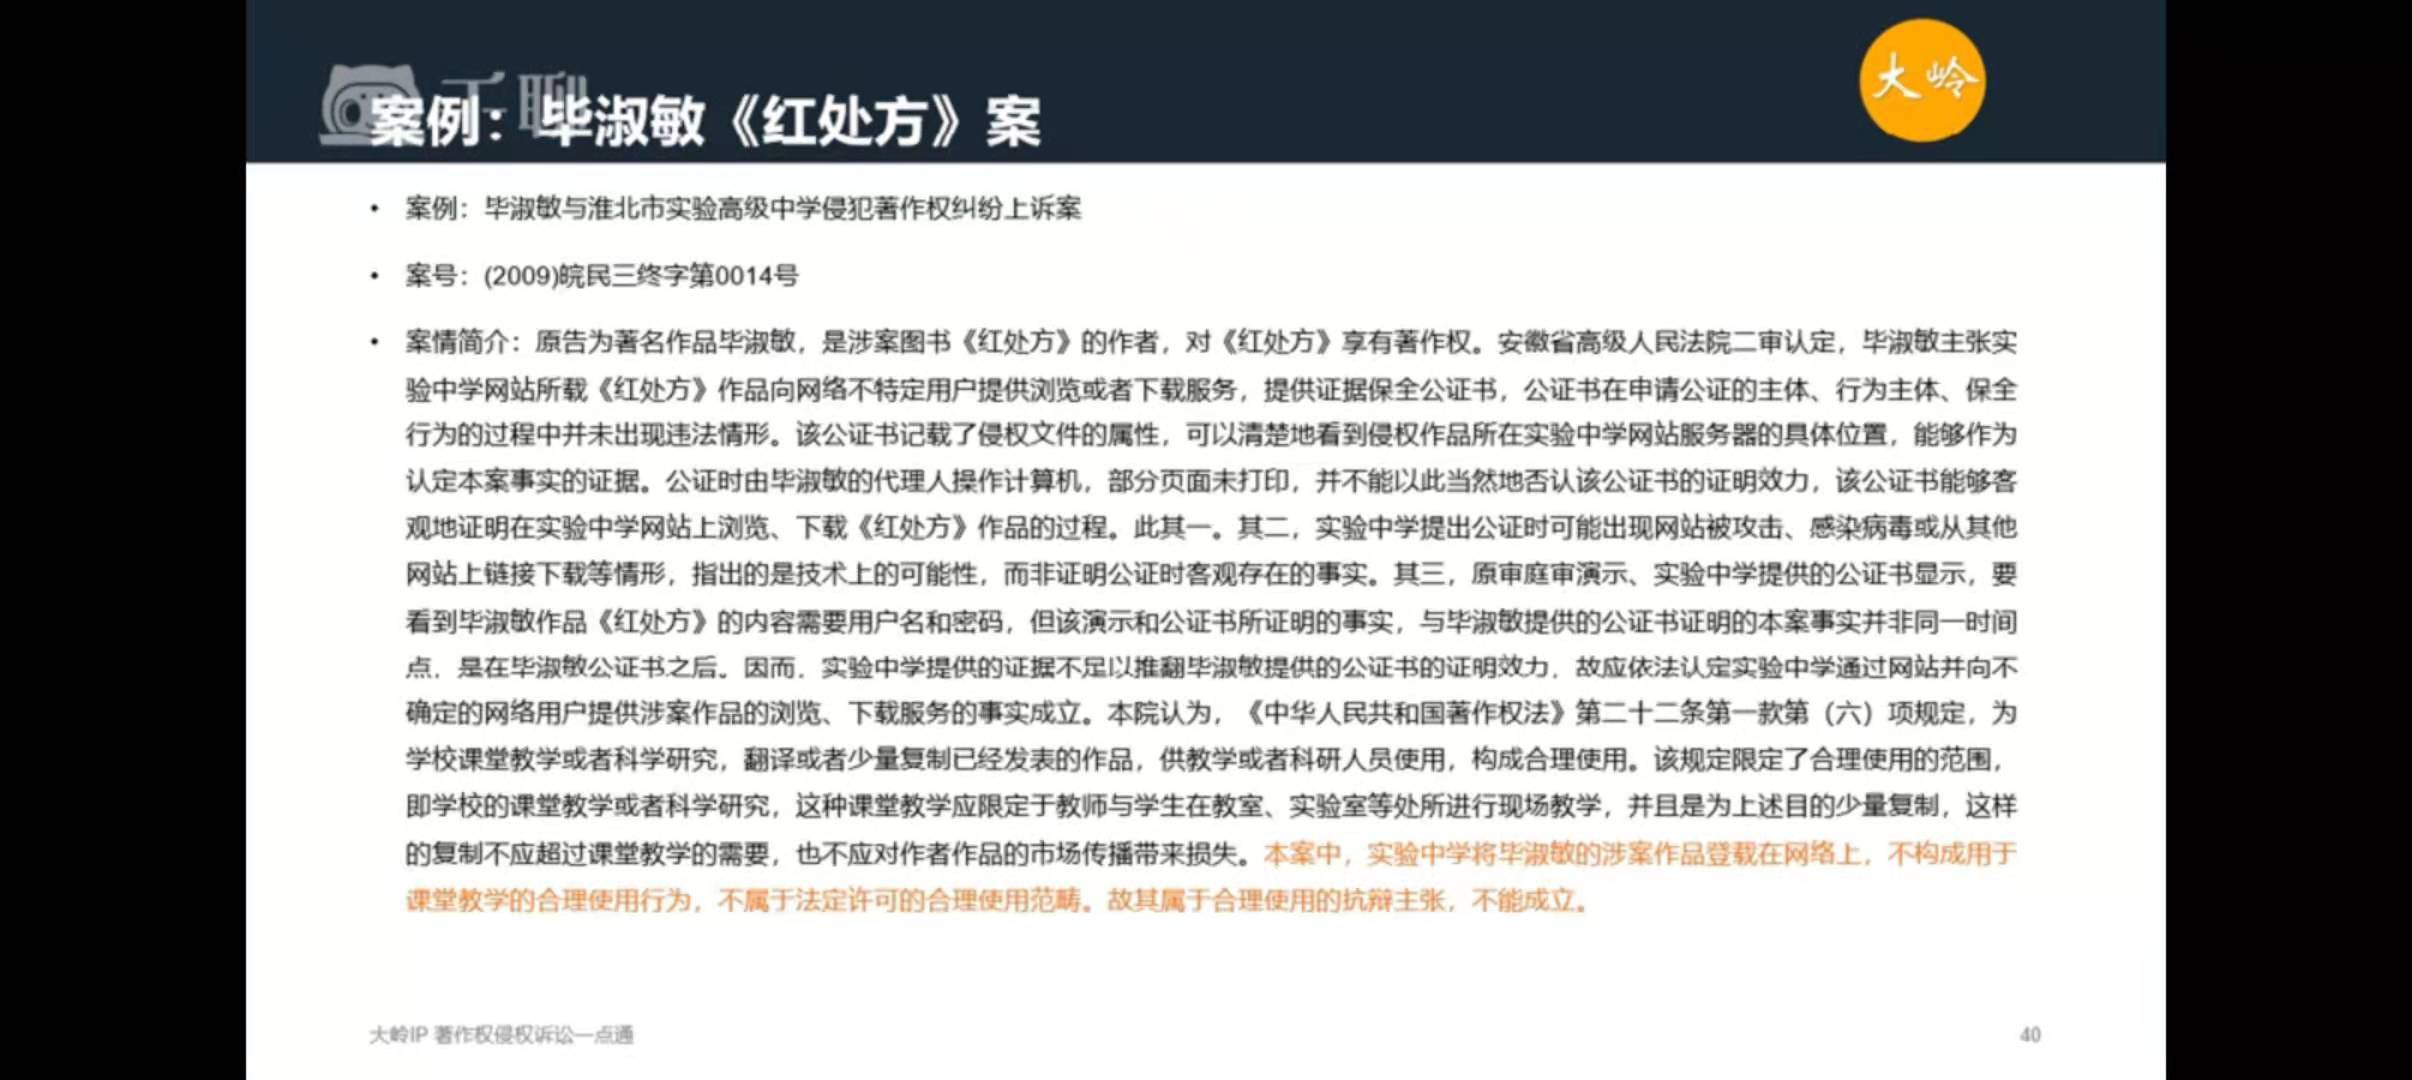 千聊
大岭
案例：毕淑敏《红处方》案
• 案例：毕淑敏与淮北市实验高级中学侵犯著作权纠纷上诉案
• 案号：(2009)皖民三终字第0014号
• 案情简介：原告为著名作品毕淑敏，是涉案图书《红处方》的作者，对《红处方》享有著作权。安徽省高级人民法院二审认定，毕淑敏主张实
验中学网站所载《红处方》作品向网络不特定用户提供浏览或者下载服务，提供证据保全公证书，公证书在申请公证的主体、行为主体、保全
行为的过程中并未出现违法情形。该公证书记载了侵权文件的属性，可以清楚地看到侵权作品所在实验中学网站服务器的具体位置，能够作为
认定本案事实的证据。公证时由毕淑敏的代理人操作计算机，部分页面未打印，并不能以此当然地否认该公证书的证明效力，该公证书能够客
观地证明在实验中学网站上浏览、下载《红处方》作品的过程。此其一。其二，实验中学提出公证时可能出现网站被攻击、感染病毒或从其他
网站上链接下载等情形，指出的是技术上的可能性，而非证明公证时客观存在的事实。其三，原审庭审演示、实验中学提供的公证书显示，要
看到毕淑敏作品《红处方》的内容需要用户名和密码，但该演示和公证书所证明的事实，与毕淑敏提供的公证书证明的本案事实并非同一时间
点，是在毕淑敏公证书之后。因而，实验中学提供的证据不足以推翻毕淑敏提供的公证书的证明效力，故应依法认定实验中学通过网站并向不
确定的网络用户提供涉案作品的浏览、下载服务的事实成立。本院认为，《中华人民共和国著作权法》第二十二条第一款第（六）项规定，为
学校课堂教学或者科学研究，翻译或者少量复制已经发表的作品，供教学或者科研人员使用，构成合理使用。该规定限定了合理使用的范围，
即学校的课堂教学或者科学研究，这种课堂教学应限定于教师与学生在教室、实验室等处所进行现场教学，并且是为上述目的少量复制，这样
的复制不应超过课堂教学的需要，也不应对作者作品的市场传播带来损失。本案中，实验中学将毕淑敏的涉案作品登载在网络上，不构成用于
课堂教学的合理使用行为，不属于法定许可的合理使用范畴。故其属于合理使用的抗辩主张，不能成立。
大岭IP 著作权侵权诉讼一点通
40